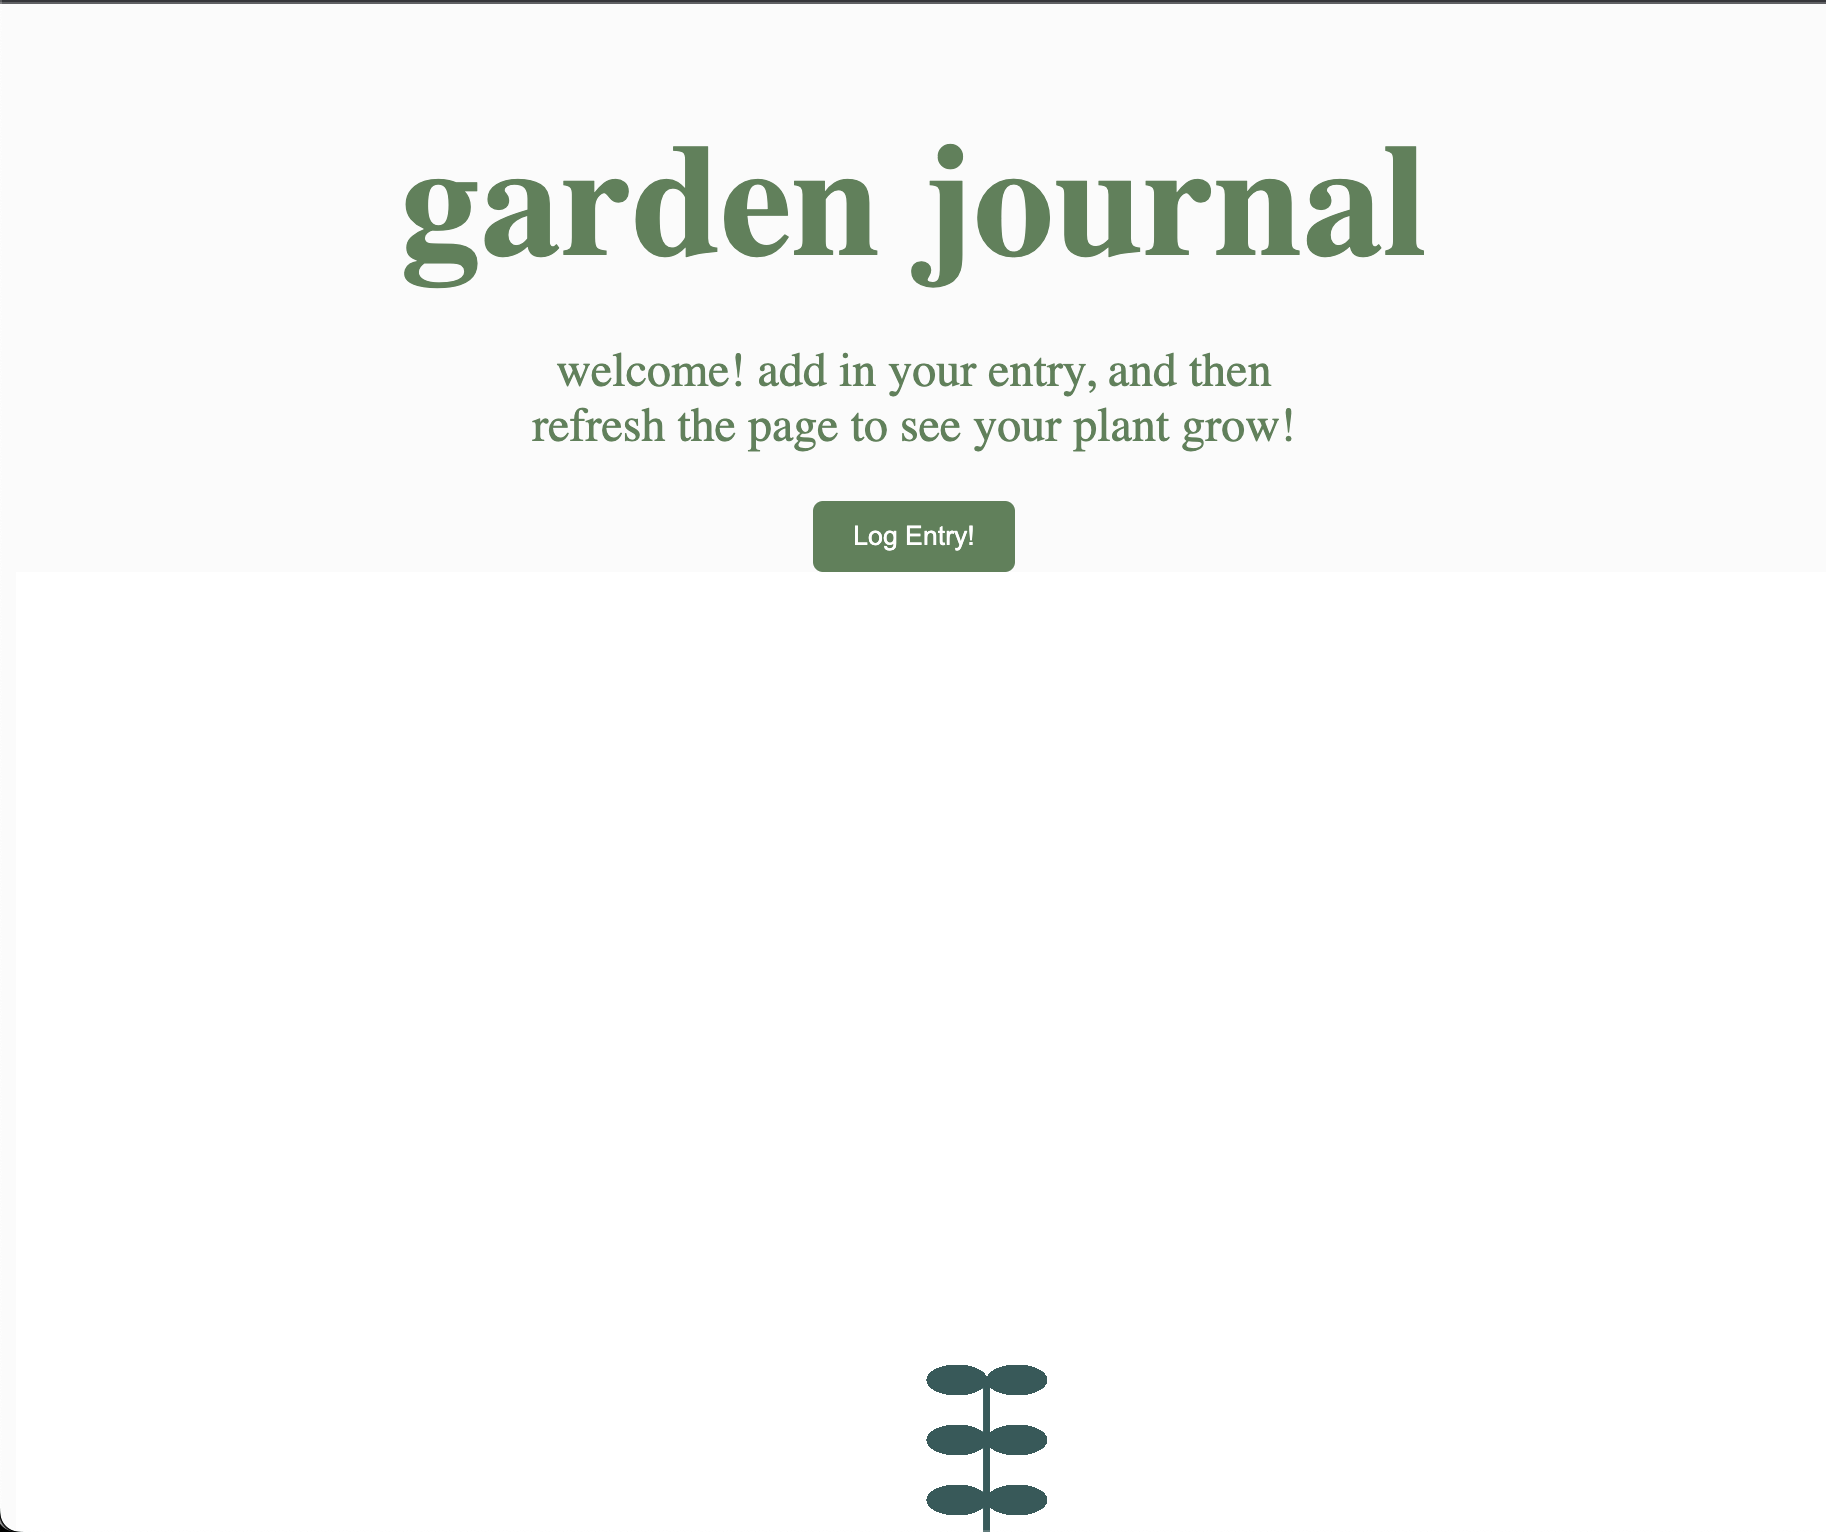 garden journal
welcome! add in your entry, and then
refresh the page to see your plant grow!
Log Entry!